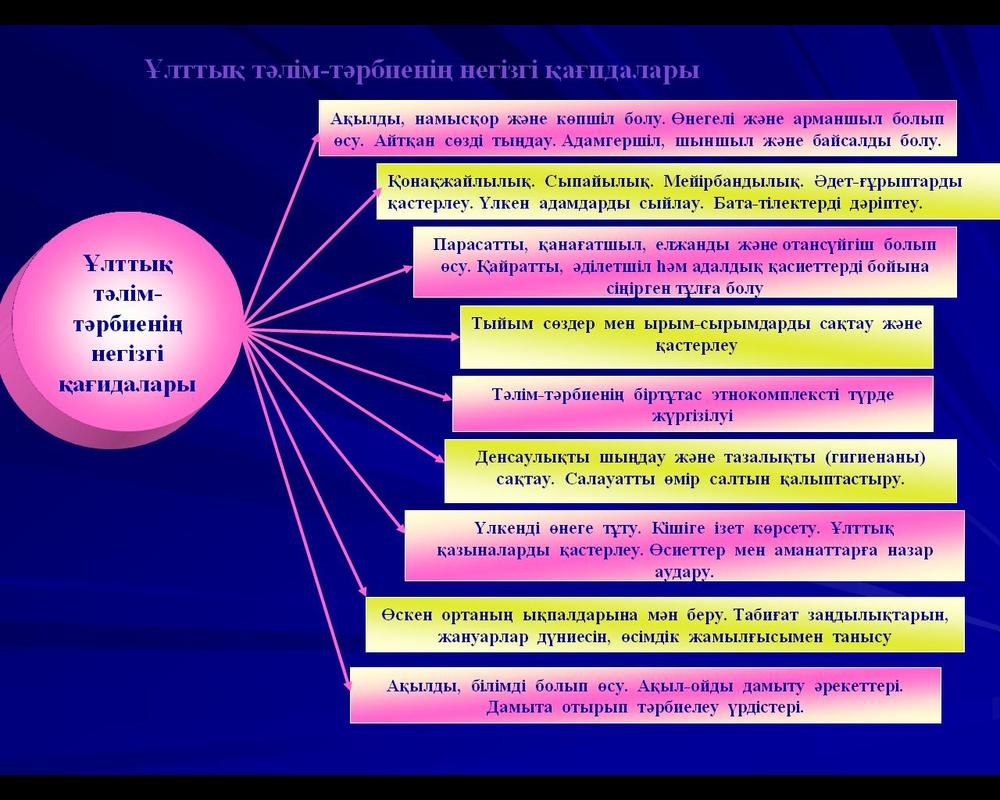 Ұлттық тәлім-тәрбиенің негізгі қағидалары
Ұлттық
тәлім-
тәрбиенің
негізгі
қағидалары
Ақылды, намысқор және көпшіл болу. Өнегелі және арманшыл болып
өсу. Айтқан сөзді тыңдау. Адамгершіл, шыншыл және байсалды болу.
Қонақжайлылық. Сыпайылық. Мейірбандылық. Әдет-ғұрыптарды
қастерлеу. Үлкен адамдарды сыйлау. Бата-тілектерді дәріптеу.
Парасатты, қанағатшыл, елжанды және отансүйгіш болып
өсу. Қайратты, әділетшіл һәм адалдық қасиеттерді бойына
сіңірген тұлға болу
Тыйым сөздер мен ырым-сырымдарды сақтау және
қастерлеу
Тәлім-тәрбиенің біртұтас этнокомплексті түрде
жүргізілуі
Денсаулықты шыңдау және тазалықты (гигиенаны)
сақтау. Салауатты өмір салтын қалыптастыру.
Үлкенді өнеге тұту. Кішіге ізет көрсету. Ұлттық
қазыналарды қастерлеу. Өсиеттер мен аманаттарға назар
аудару.
Өскен ортаның ықпалдарына мән беру. Табиғат заңдылықтарын,
жануарлар дүниесін, өсімдік жамылғысымен танысу
Ақылды, білімді болып өсу. Ақыл-ойды дамыту әрекеттері.
Дамыта отырып тәрбиелеу үрдістері.